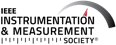 IEEE
INSTRUMENTATION
& MEASUREMENT
SOCIETY®